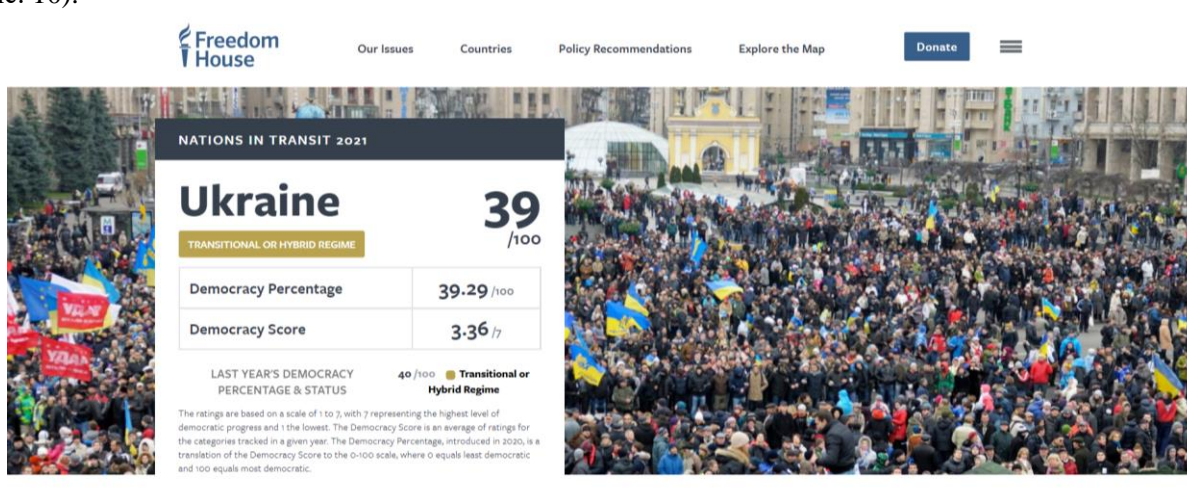 Freedom
House
Our Issues
Countries
Policy Recommendations
Explore the Map
Donate
NATIONS IN TRANSIT 2021
Ukraine
39
/100
TRANSITIONAL OR HYBRID REGIME
Democracy Percentage 39.29 /100
Democracy Score 3.36 /7
LAST YEAR'S DEMOCRACY
PERCENTAGE & STATUS
40 /100 Transitional or
Hybrid Regime
The ratings are based on a scale of 1 to 7, with 7 representing the highest level of
democratic progress and 1 the lowest. The Democracy Score is an average of ratings for
the categories tracked in a given year. The Democracy Percentage, introduced in 2020, is a
translation of the Democracy Score to the 0-100 scale, where 0 equals least democratic
and 100 equals most democratic.
УДАР